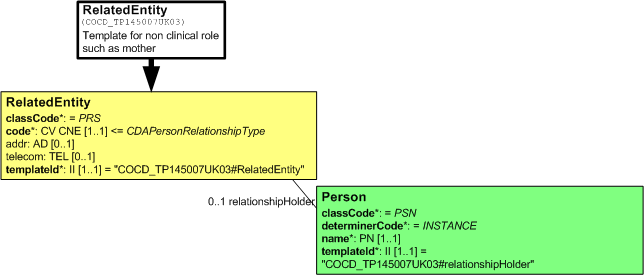 RelatedEntity
(COCD_TP145007UK03)
Template for non clinical role
such as mother
RelatedEntity
classCode*: = PRS
code*: CV CNE [1..1] <= CDAPersonRelationshipType
addr: AD [0..1]
telecom: TEL [0..1]
templateId*: II [1..1] = "COCD_TP145007UK03#RelatedEntity"
0..1 relationshipHolder
Person
classCode*: = PSN
determinerCode*: = INSTANCE
name*: PN [1..1]
templateId*: II [1..1] =
"COCD_TP145007UK03#relationshipHolder"